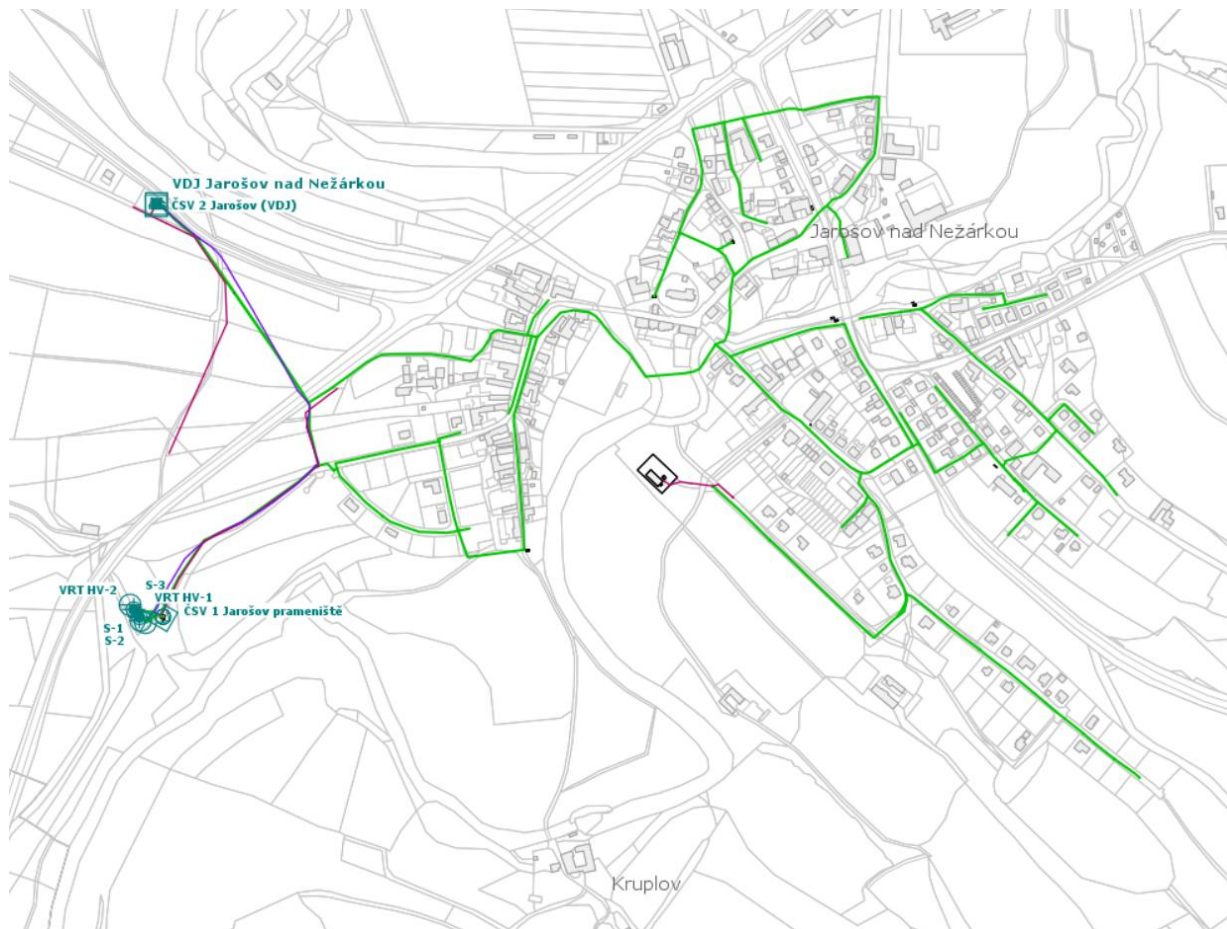 VDJ Jarošov nad Nežárkou
ČSV 2 Jarošov (VDJ)
Jarošov nad Nežárkou
S-3
VRT HV-2
VRT HV-1
ČSV 1 Jarošov prameniště
S-1
S-2
Kruplov